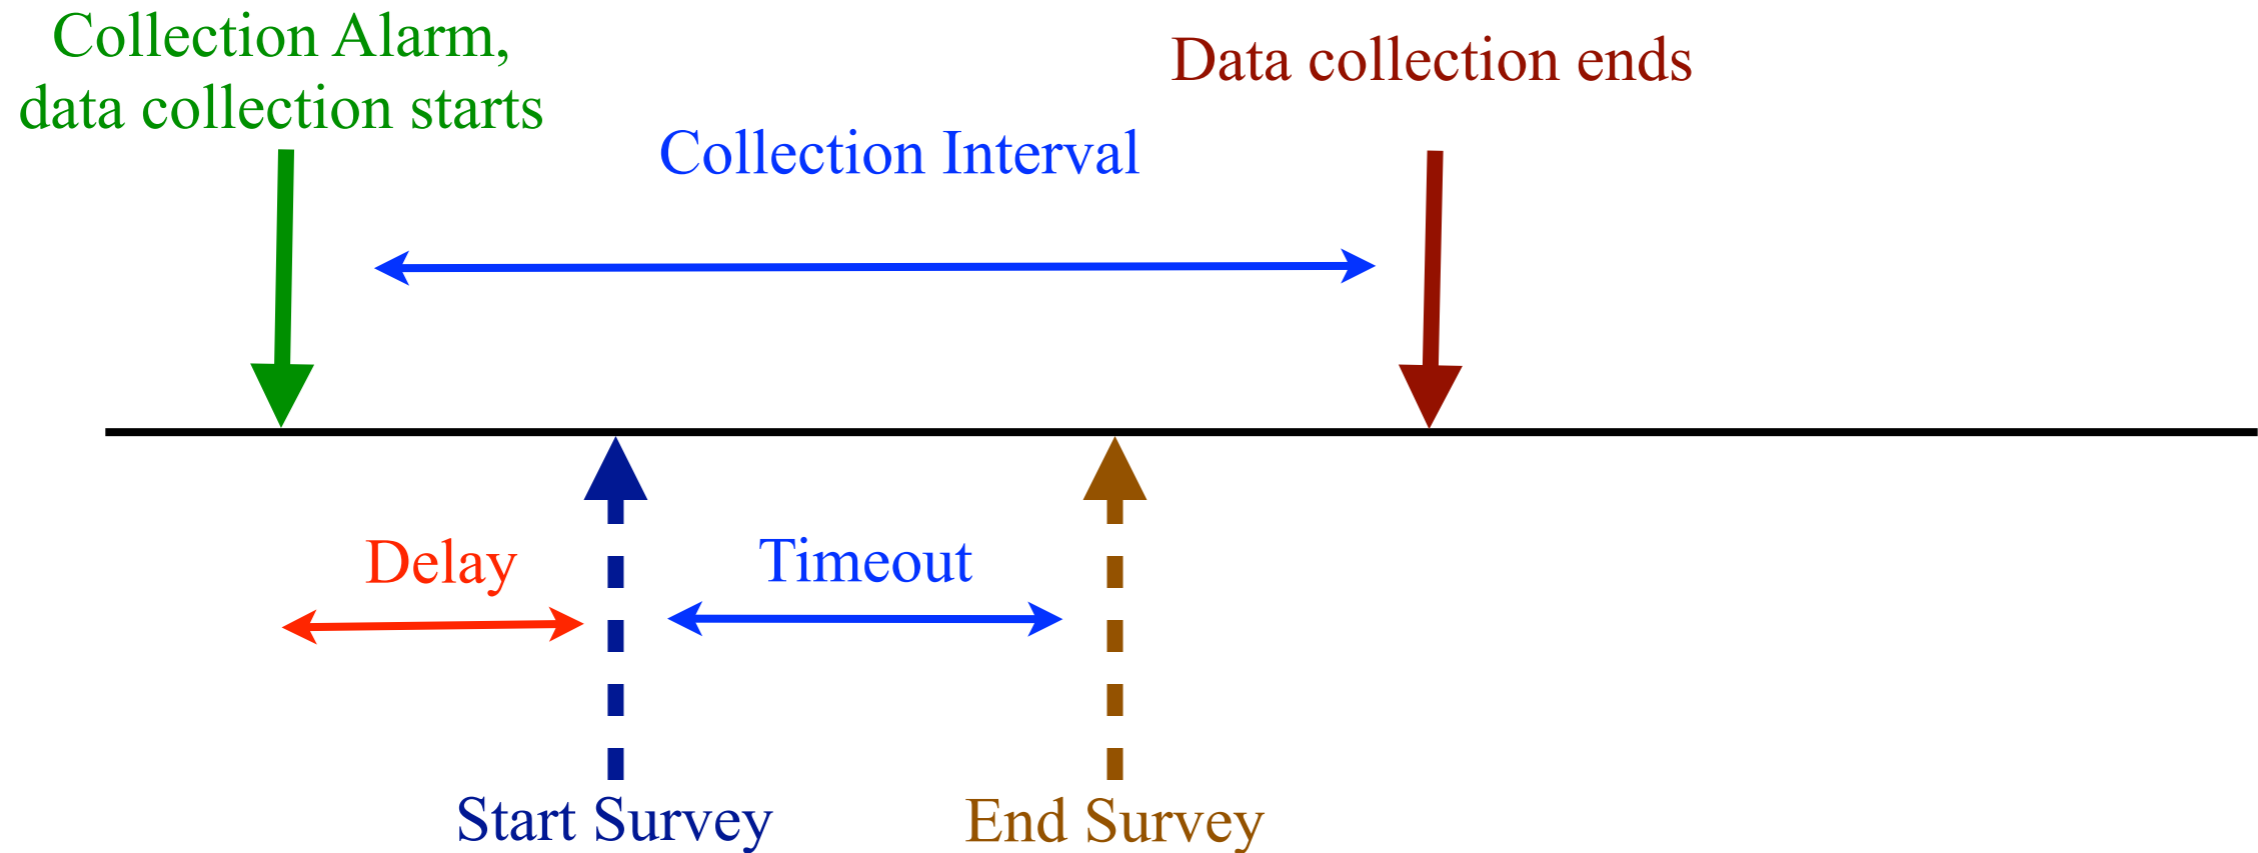 Collection Alarm,
data collection starts
Data collection ends
Collection Interval
Delay
Timeout
Start Survey
End Survey